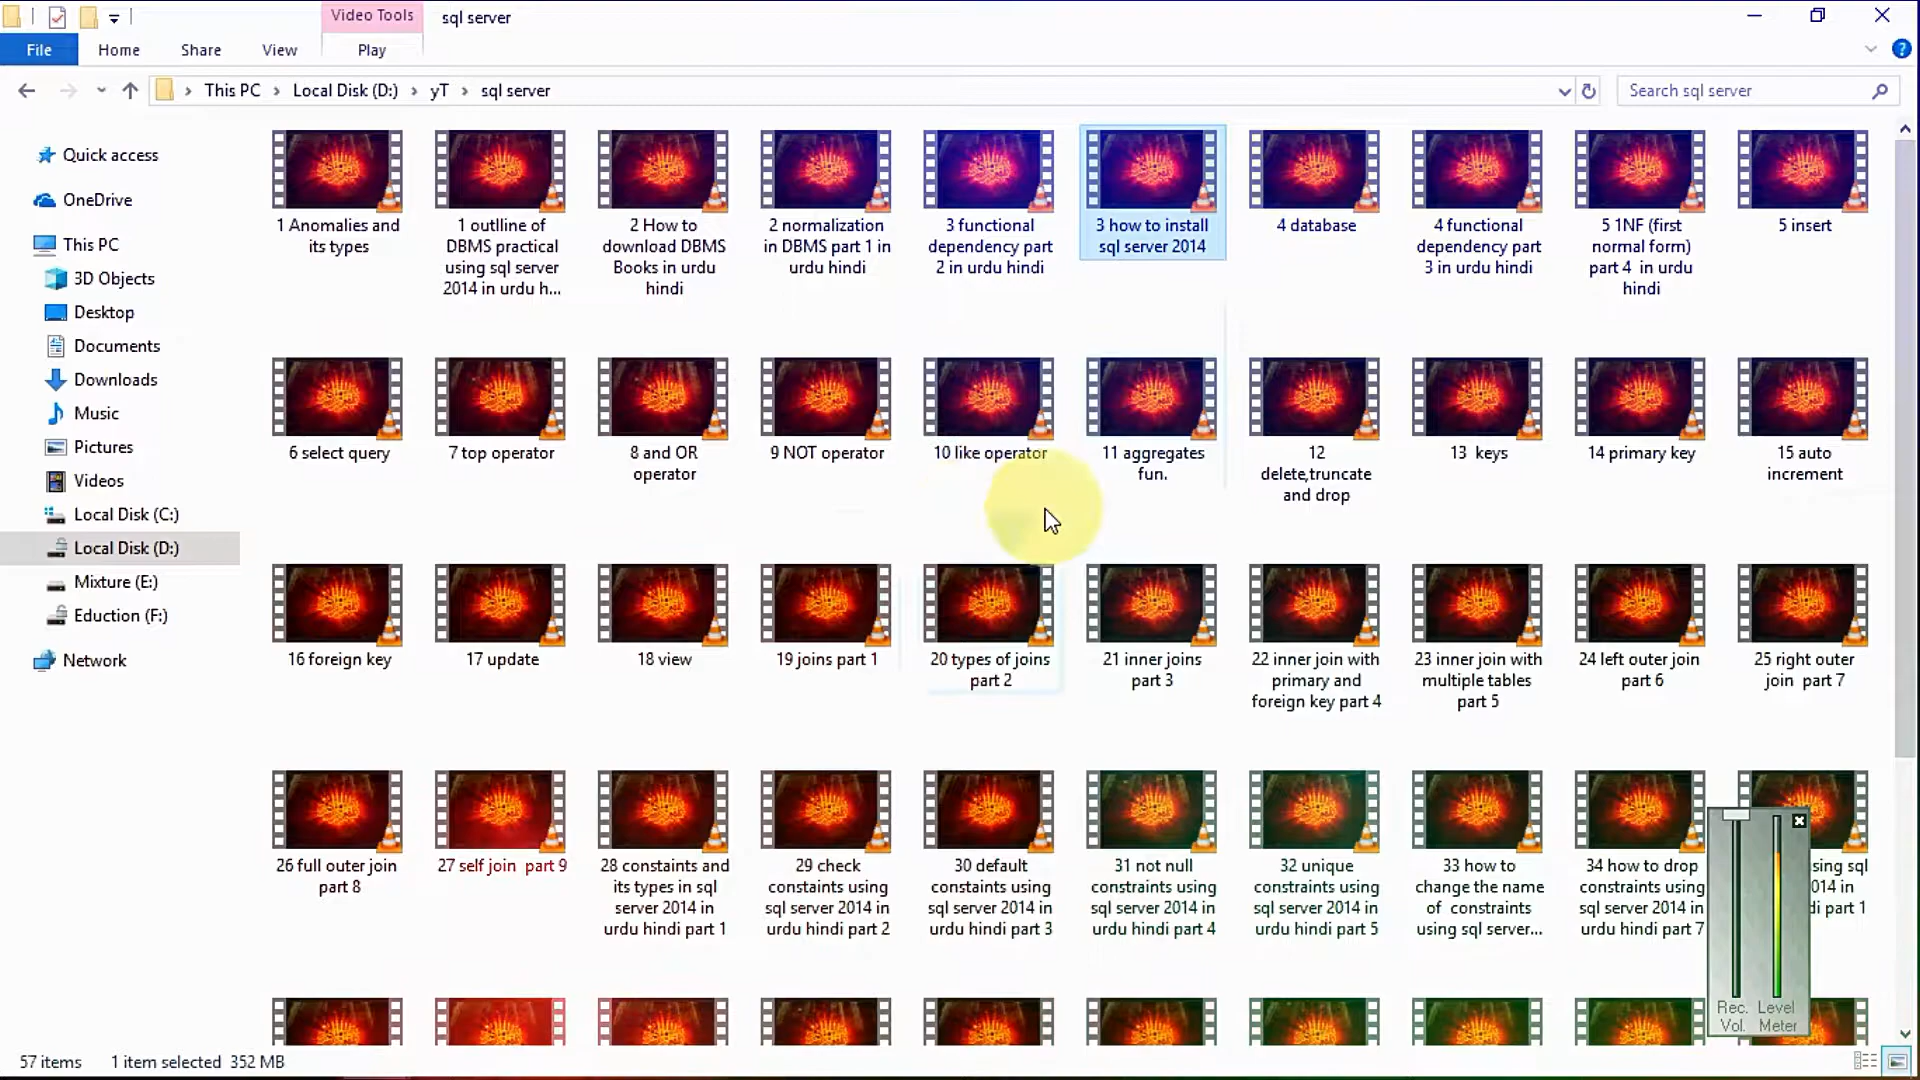 Video Tools
sql server
File
Home
Share
View
Play
This PC > Local Disk (D:) > yT > sql server
Search sql server
Quick access
OneDrive
This PC
3D Objects
Desktop
Documents
Downloads
Music
Pictures
Videos
Local Disk (C:)
Local Disk (D:)
Mixture (E:)
Eduction (F:)
Network
1 Anomalies and
its types
1 outlline of
DBMS practical
using sql server
2014 in urdu h...
2 How to
download DBMS
Books in urdu
hindi
2 normalization
in DBMS part 1 in
urdu hindi
3 functional
dependency part
2 in urdu hindi
3 how to install
sql server 2014
4 database
4 functional
dependency part
3 in urdu hindi
5 1NF (first
normal form)
part 4 in urdu
hindi
5 insert
6 select query
7 top operator
8 and OR
operator
9 NOT operator
10 like operator
11 aggregates
fun.
12
delete,truncate
and drop
13 keys
14 primary key
15 auto
increment
16 foreign key
17 update
18 view
19 joins part 1
20 types of joins
part 2
21 inner joins
part 3
22 inner join with
primary and
foreign key part 4
23 inner join with
multiple tables
part 5
24 left outer join
part 6
25 right outer
join part 7
26 full outer join
part 8
27 self join part 9
28 constaints and
its types in sql
server 2014 in
urdu hindi part 1
29 check
constaints using
sql server 2014 in
urdu hindi part 2
30 default
constaints using
sql server 2014 in
urdu hindi part 3
31 not null
constraints using
sql server 2014 in
urdu hindi part 4
32 unique
constraints using
sql server 2014 in
urdu hindi part 5
33 how to
change the name
of constraints
using sql server...
34 how to drop
constraints using
sql server 2014 in
urdu hindi part 7
sql
in
part 1
Rec. Level
Vol. Meter
57 items
1 item selected 352 MB